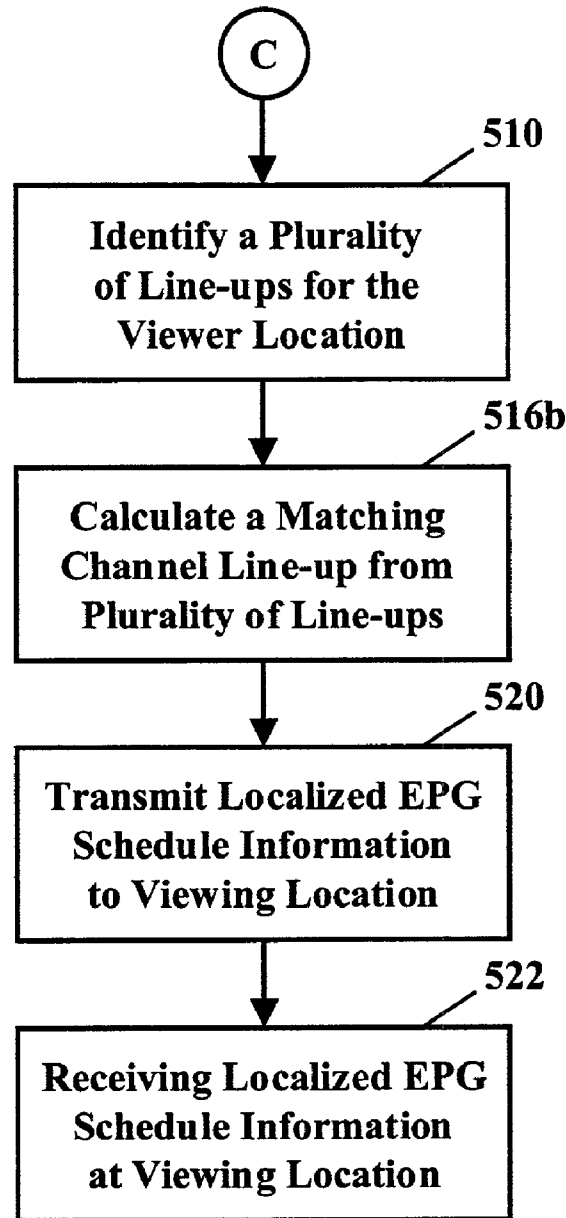 C
510
Identify a Plurality
of Line-ups for the
Viewer Location
516b
Calculate a Matching
Channel Line-up from
Plurality of Line-ups
520
Transmit Localized EPG
Schedule Information
to Viewing Location
522
Receiving Localized EPG
Schedule Information
at Viewing Location